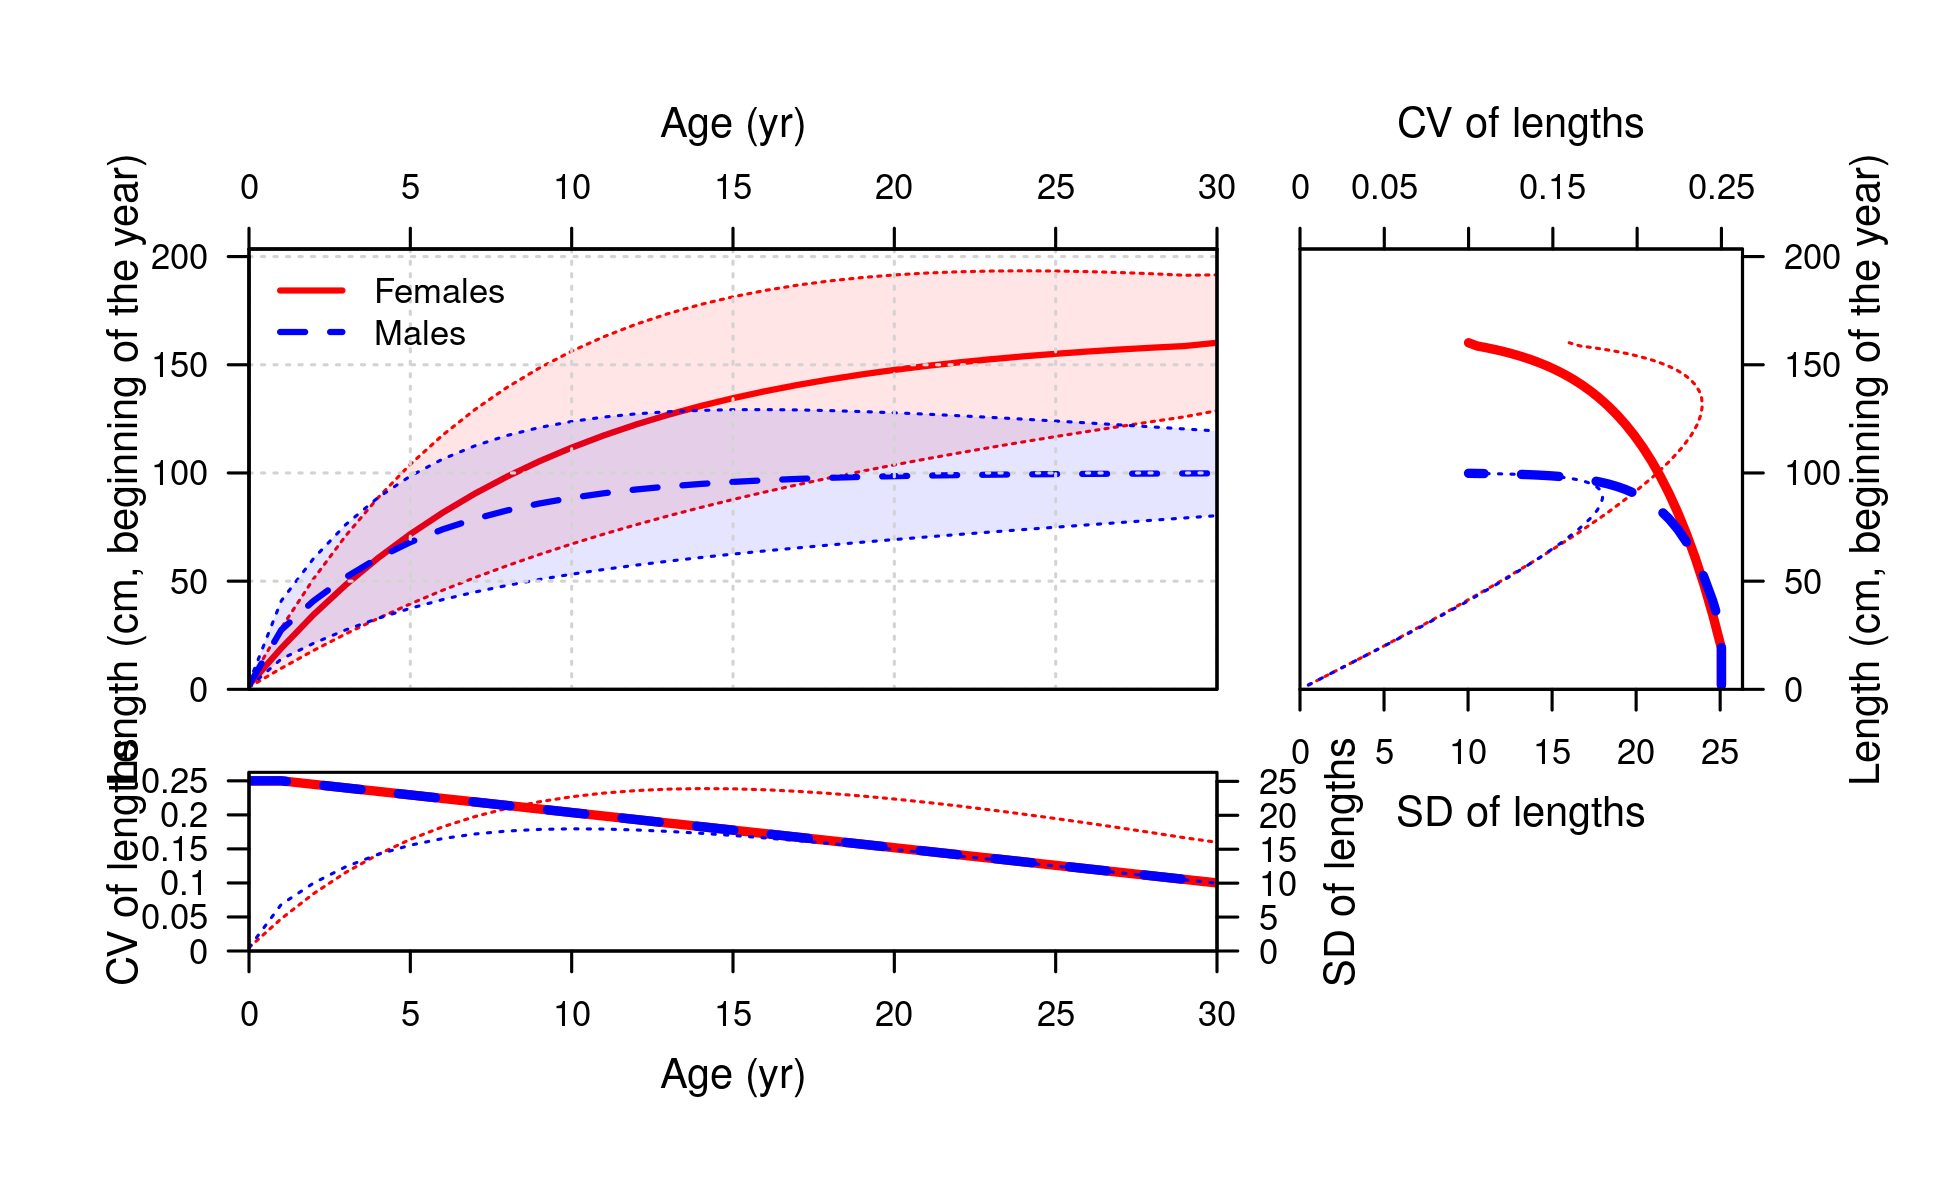 Age (yr)
CV of lengths
0 5 10 15 20 25 30
0 0.05 0.15 0.25
Length (cm, beginning of the year)
200
150
100
50
0
Females
Males
200
150
100
50
0
Length (cm, beginning of the year)
0 5 10 15 20 25
SD of lengths
CV of lengths
0.25
0.2
0.15
0.1
0.05
0
25
20
15
10
5
0
SD of lengths
0 5 10 15 20 25 30
Age (yr)